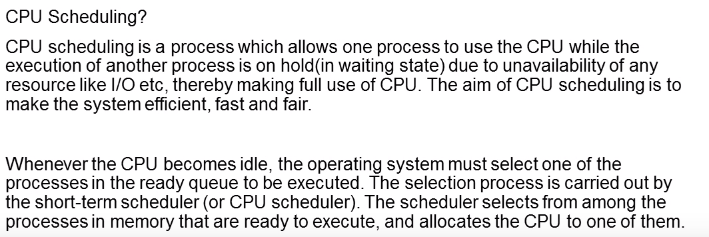 CPU Scheduling?
CPU scheduling is a process which allows one process to use the CPU while the
execution of another process is on hold(in waiting state) due to unavailability of any
resource like I/O etc, thereby making full use of CPU. The aim of CPU scheduling is to
make the system efficient, fast and fair.
Whenever the CPU becomes idle, the operating system must select one of the
processes in the ready queue to be executed. The selection process is carried out by
the short-term scheduler (or CPU scheduler). The scheduler selects from among the
processes in memory that are ready to execute, and allocates the CPU to one of them.